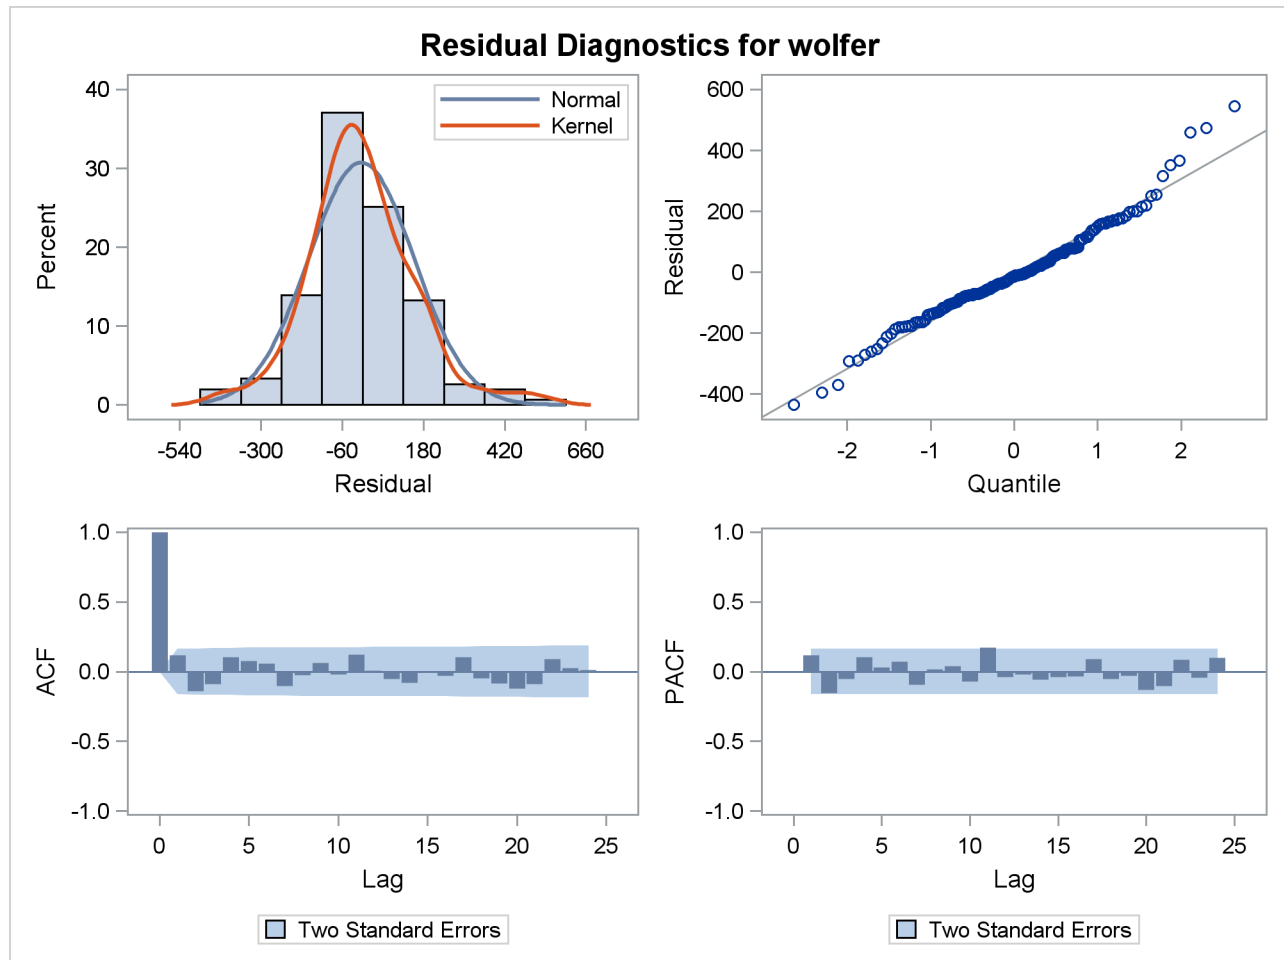 Residual Diagnostics for wolfer
Percent
40
30
20
10
0
Normal
Kernel
-540 -300 -60 180 420 660
Residual
Residual
600
400
200
0
-200
-400
-2 -1 0 1 2
Quantile
ACF
1.0
0.5
0.0
-0.5
-1.0
0 5 10 15 20 25
Lag
Two Standard Errors
PACF
1.0
0.5
0.0
-0.5
-1.0
0 5 10 15 20 25
Lag
Two Standard Errors